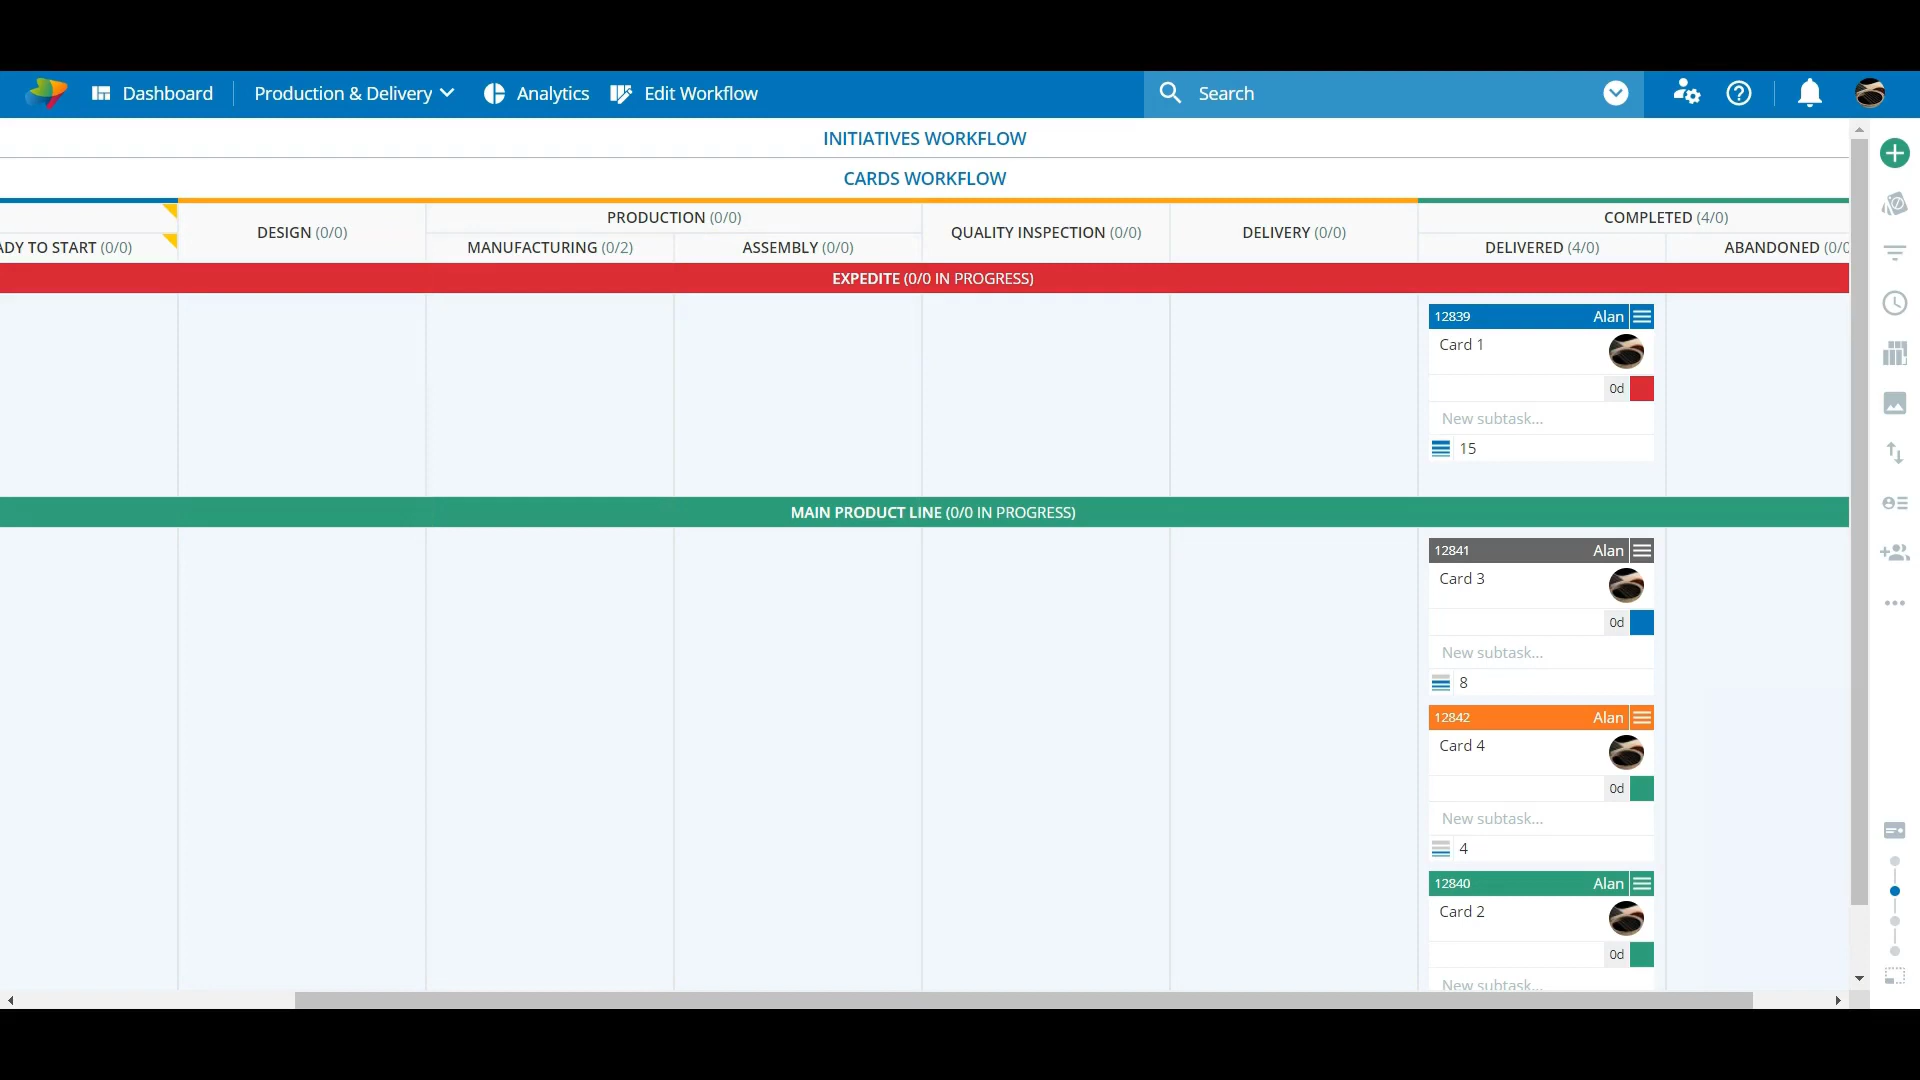 Dashboard
Production & Delivery
Analytics
Edit Workflow
Search
INITIATIVES WORKFLOW
CARDS WORKFLOW
ADY TO START (0/0)
DESIGN (0/0)
PRODUCTION (0/0)
MANUFACTURING (0/2)
ASSEMBLY (0/0)
QUALITY INSPECTION (0/0)
DELIVERY (0/0)
COMPLETED (4/0)
DELIVERED (4/0)
ABANDONED (0/0
EXPEDITE (0/0 IN PROGRESS)
12839 Alan
Card 1
0d
New subtask...
15
MAIN PRODUCT LINE (0/0 IN PROGRESS)
12841 Alan
Card 3
0d
New subtask...
8
12842 Alan
Card 4
0d
New subtask...
4
12840 Alan
Card 2
0d
New subtask...